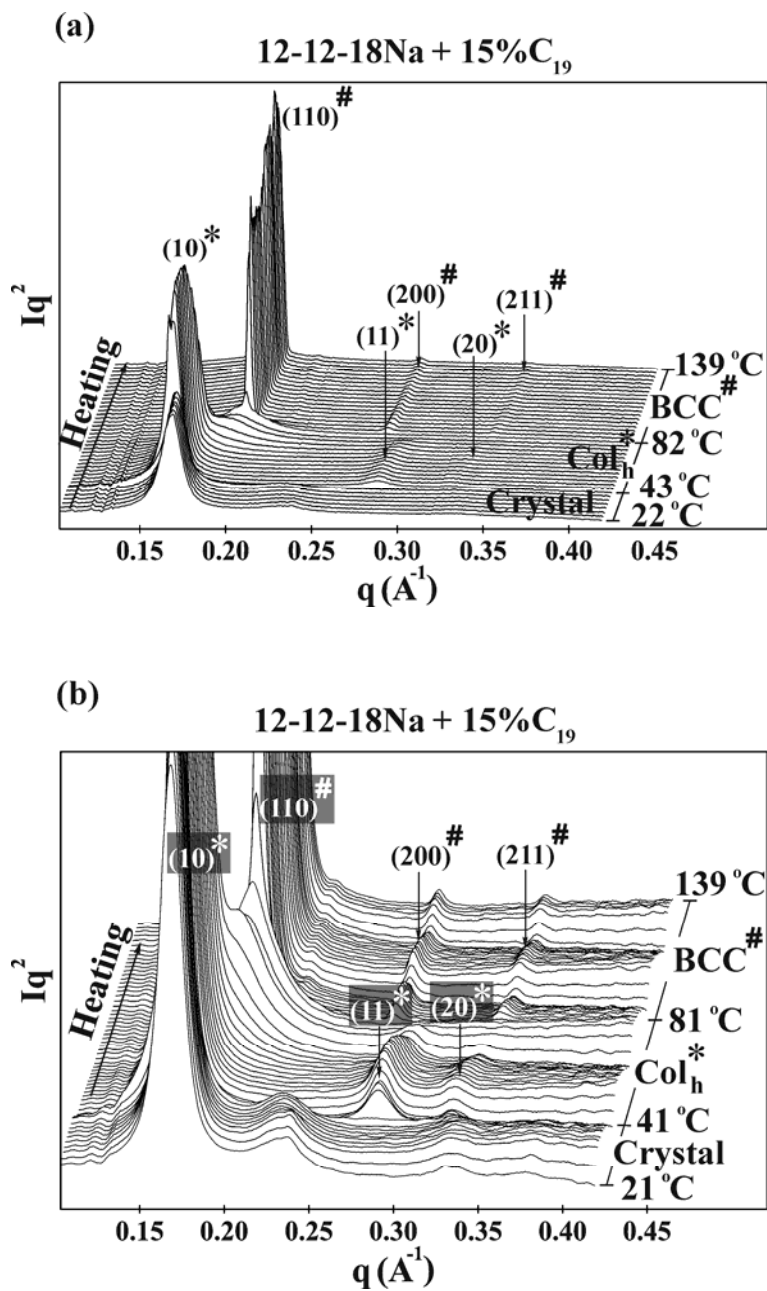 (a)
12-12-18Na + 15%C₁₉
(110)#
(10)*
(200)#
(211)#
(11)*
(20)*
Iq²
Heating
139 °C
BCC#
82 °C
Colₕ*
43 °C
Crystal
22 °C
0.15 0.20 0.25 0.30 0.35 0.40 0.45
q (A⁻¹)
(b)
12-12-18Na + 15%C₁₉
(110)#
(10)*
(200)#
(211)#
139 °C
BCC#
(11)*
(20)*
81 °C
Colₕ*
41 °C
Crystal
21 °C
Iq²
Heating
0.15 0.20 0.25 0.30 0.35 0.40 0.45
q (A⁻¹)